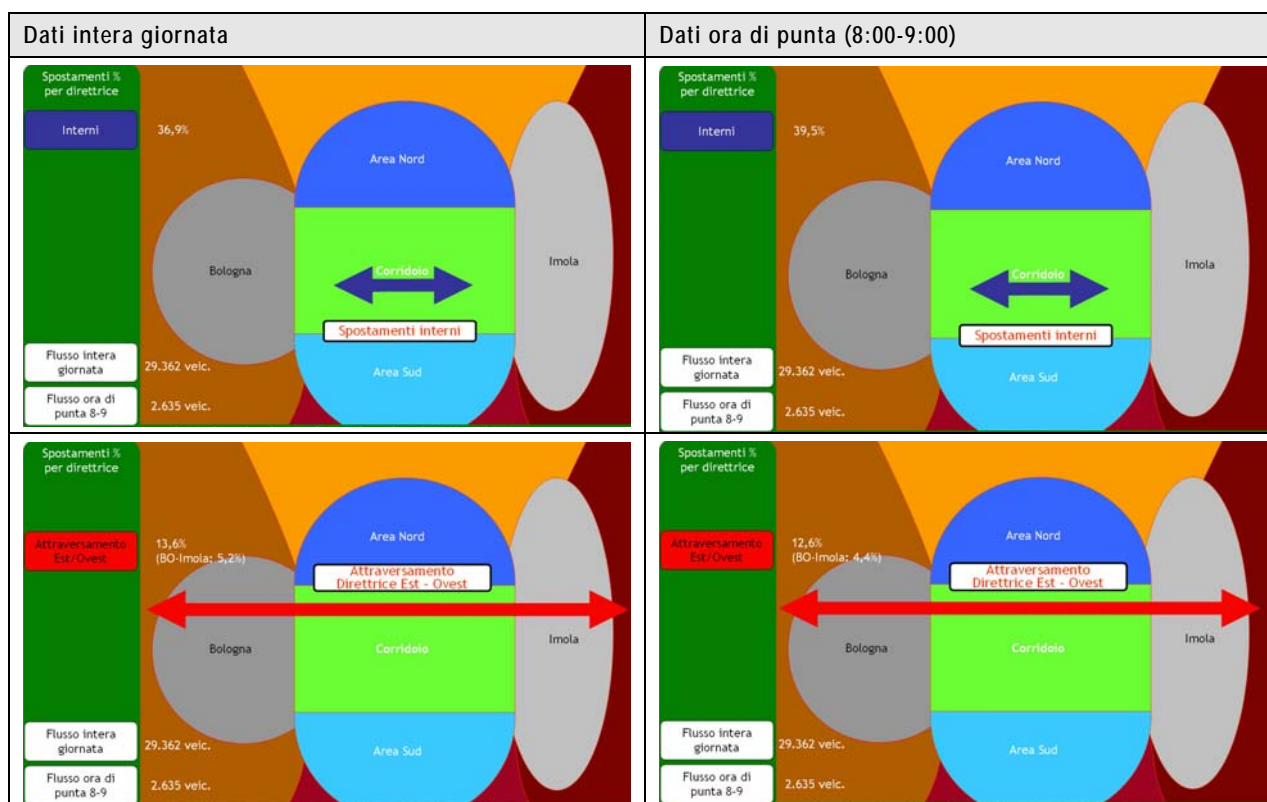 Dati intera giornata
Dati ora di punta (8:00-9:00)
Spostamenti %
per direttrice
Interni
36,9%
Area Nord
Bologna
Corridoio
Imola
Spostamenti interni
Area Sud
Flusso intera
giornata
29.362 veic.
Flusso ora di
punta 8-9
2.635 veic.
Spostamenti %
per direttrice
Interni
39,5%
Area Nord
Bologna
Corridoio
Imola
Spostamenti interni
Area Sud
Flusso intera
giornata
29.362 veic.
Flusso ora di
punta 8-9
2.635 veic.
Spostamenti %
per direttrice
Attraversamento
Est/Ovest
13,6%
(BO-Imola: 5,2%)
Area Nord
Attraversamento
Direttrice Est - Ovest
Bologna
Corridoio
Imola
Area Sud
Flusso intera
giornata
29.362 veic.
Flusso ora di
punta 8-9
2.635 veic.
Spostamenti %
per direttrice
Attraversamento
Est/Ovest
12,6%
(BO-Imola: 4,4%)
Area Nord
Attraversamento
Direttrice Est - Ovest
Bologna
Corridoio
Imola
Area Sud
Flusso intera
giornata
29.362 veic.
Flusso ora di
punta 8-9
2.635 veic.